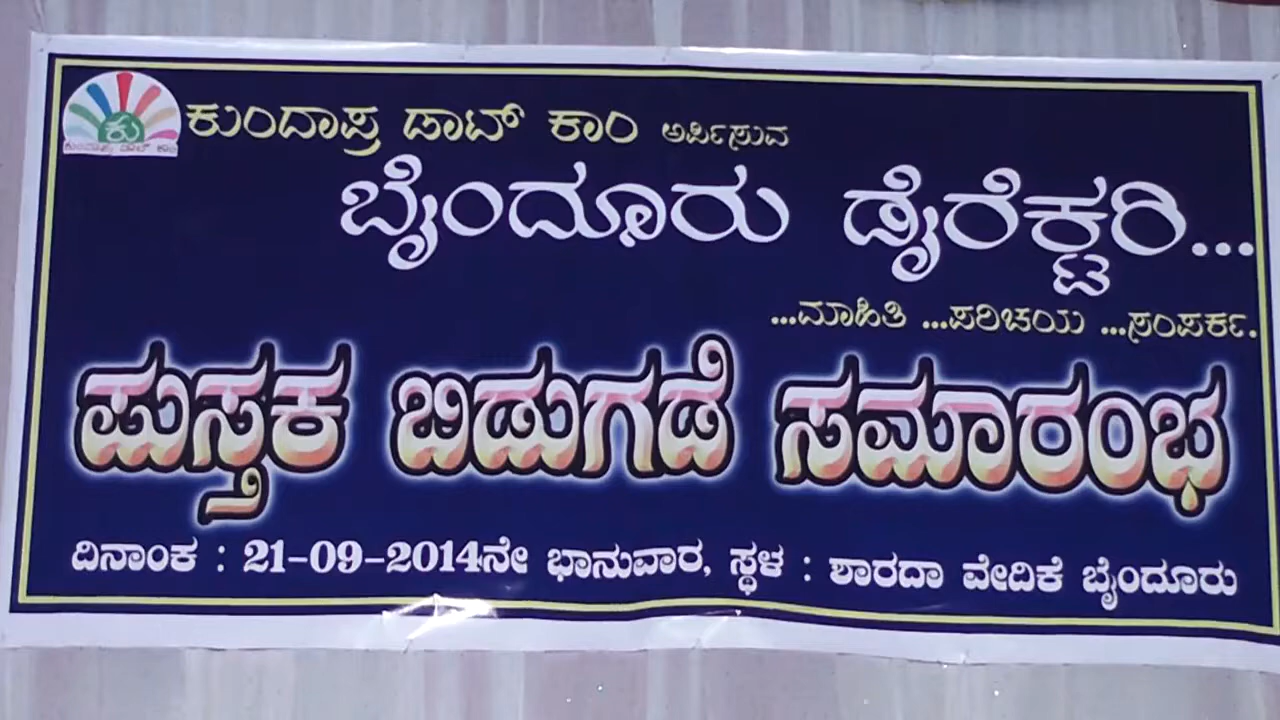 ಕುಂದಾಪ್ರ ಡಾಟ್ ಕಾಂ ಅರ್ಪಿಸುವ
ಕು
ಕುಂದಾಪ್ರ ಡಾಟ್ ಕಾಂ
ಬೈಂದೂರು ಡೈರೆಕ್ಟರಿ...
...ಮಾಹಿತಿ ...ಪರಿಚಯ ...ಸಂಪರ್ಕ.
ಪುಸ್ತಕ ಬಿಡುಗಡೆ ಸಮಾರಂಭ
ದಿನಾಂಕ : 21-09-2014ನೇ ಭಾನುವಾರ, ಸ್ಥಳ : ಶಾರದಾ ವೇದಿಕೆ ಬೈಂದೂರು